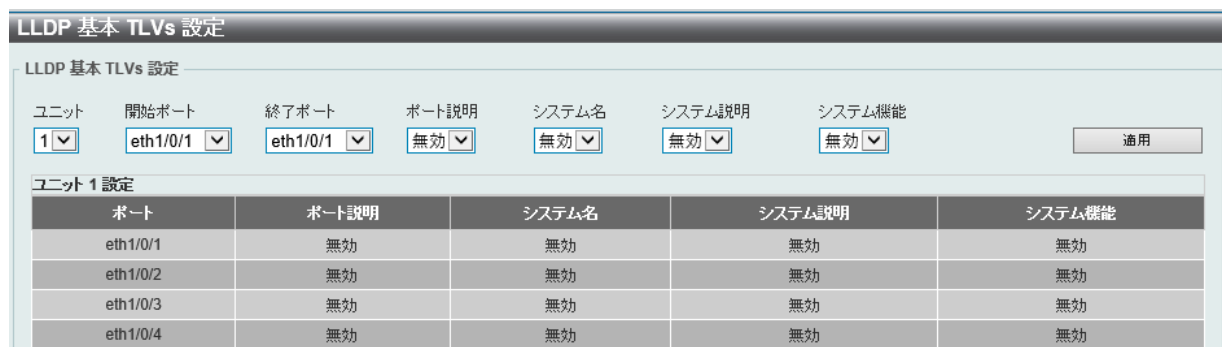 LLDP 基本 TLVs 設定
LLDP 基本 TLVs 設定
ユニット 開始ポート 終了ポート ポート説明 システム名 システム説明 システム機能
1 eth1/0/1 eth1/0/1 無効 無効 無効 無効 適用
ユニット 1 設定
ポート ポート説明 システム名 システム説明 システム機能
eth1/0/1 無効 無効 無効 無効
eth1/0/2 無効 無効 無効 無効
eth1/0/3 無効 無効 無効 無効
eth1/0/4 無効 無効 無効 無効